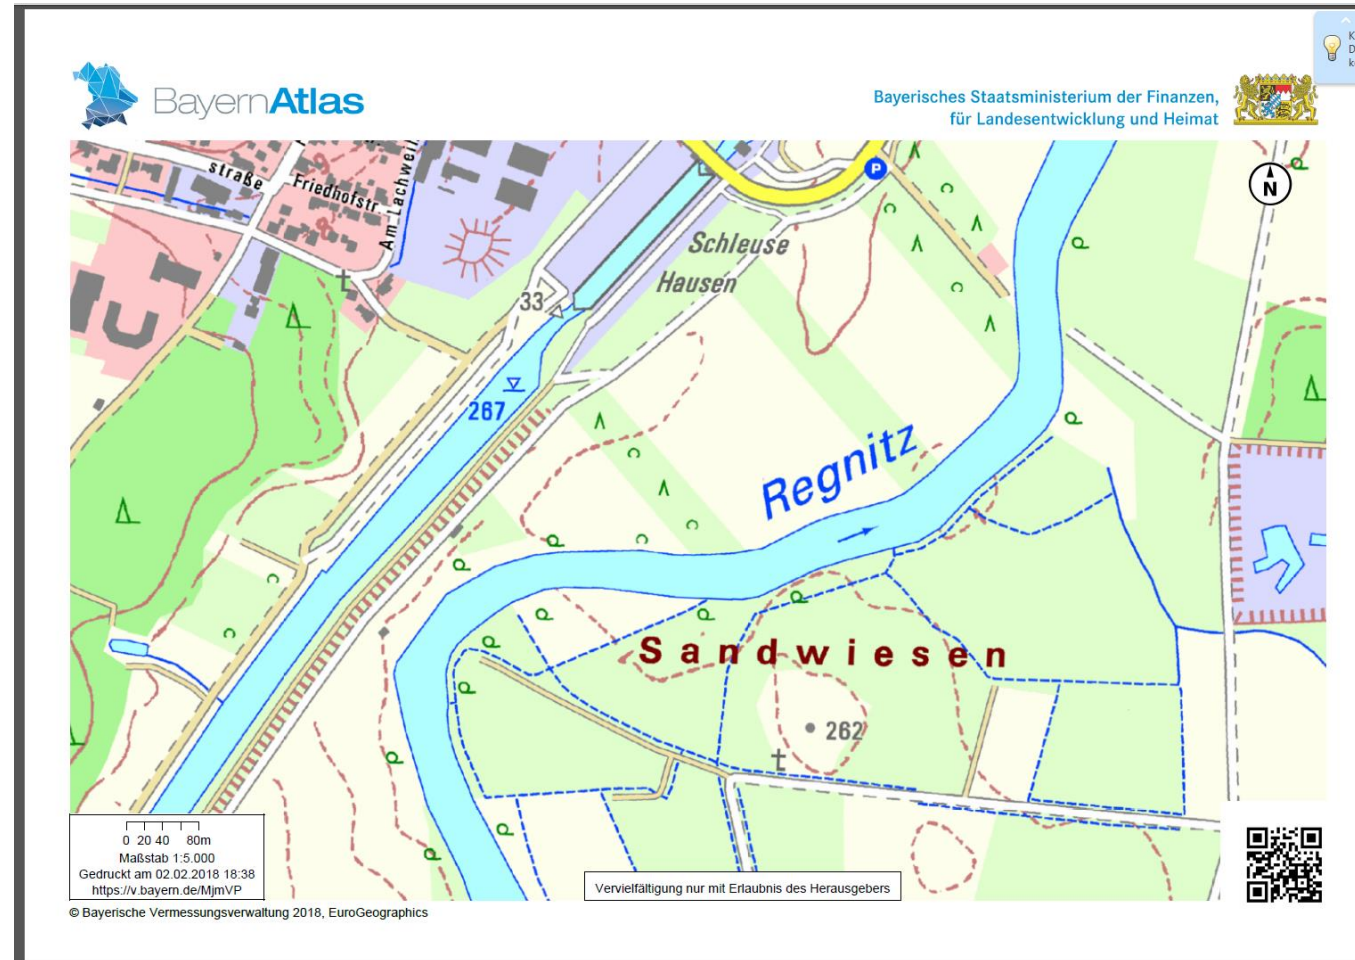 BayernAtlas
Bayerisches Staatsministerium der Finanzen,
für Landesentwicklung und Heimat
K
D
k
straße
Friedhofstr.
Am Lachweil
P
N
Schleuse
Hausen
33
267
Regnitz
Sandwiesen
262
0 20 40 80m
Maßstab 1:5.000
Gedruckt am 02.02.2018 18:38
https://v.bayern.de/MjmVP
Vervielfältigung nur mit Erlaubnis des Herausgebers
© Bayerische Vermessungsverwaltung 2018, EuroGeographics